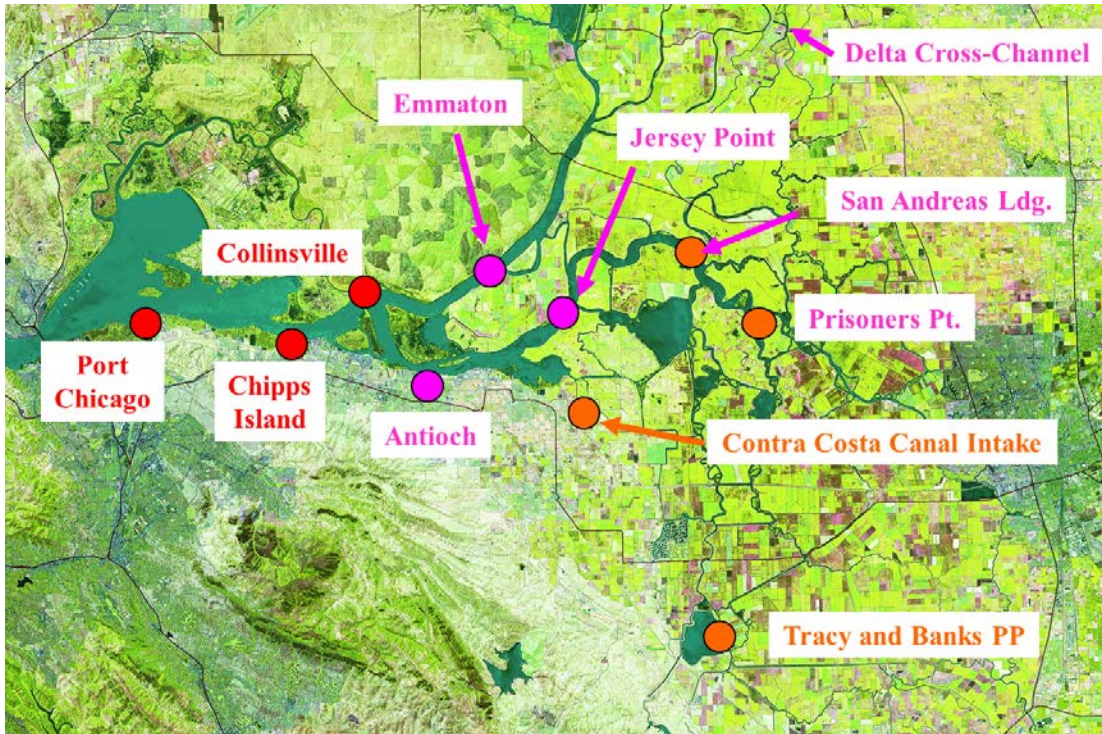 Delta Cross-Channel
Emmaton
Jersey Point
San Andreas Ldg.
Collinsville
Prisoners Pt.
Port
Chicago
Chipps
Island
Antioch
Contra Costa Canal Intake
Tracy and Banks PP